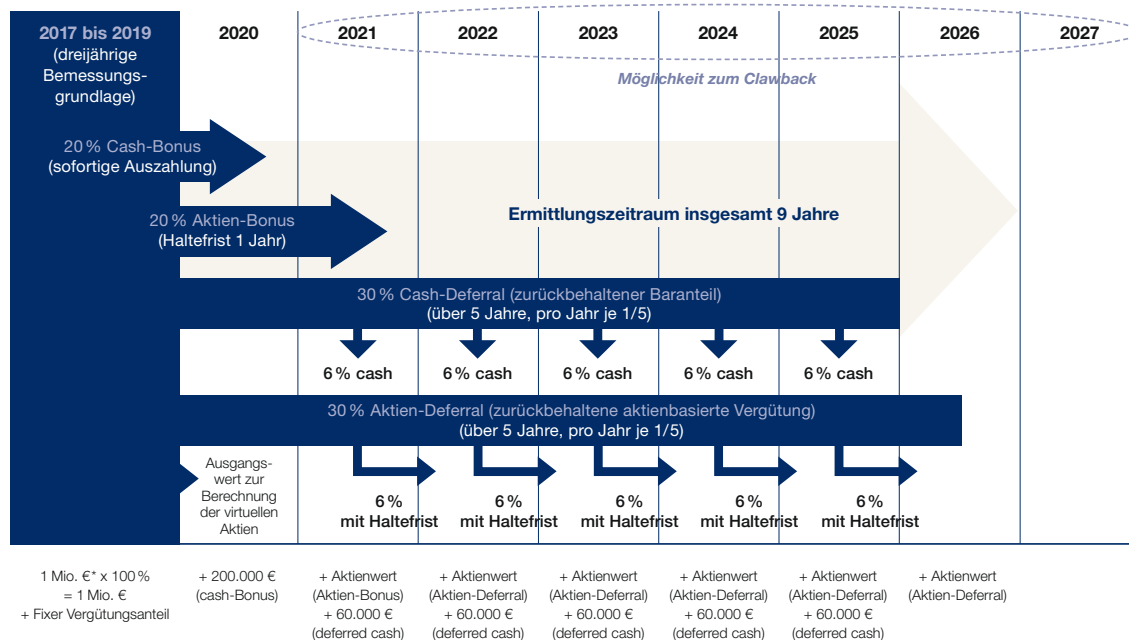 2017 bis 2019
(dreijährige
Bemessungs-
grundlage)
2020
2021
2022
2023
2024
2025
2026
2027
Möglichkeit zum Clawback
20 % Cash-Bonus
(sofortige Auszahlung)
20 % Aktien-Bonus
(Haltefrist 1 Jahr)
Ermittlungszeitraum insgesamt 9 Jahre
30 % Cash-Deferral (zurückbehaltener Baranteil)
(über 5 Jahre, pro Jahr je 1/5)
6 % cash
6 % cash
6 % cash
6 % cash
6 % cash
30 % Aktien-Deferral (zurückbehaltene aktienbasierte Vergütung)
(über 5 Jahre, pro Jahr je 1/5)
Ausgangs-
wert zur
Berechnung
der virtuellen
Aktien
6 %
mit Haltefrist
6 %
mit Haltefrist
6 %
mit Haltefrist
6 %
mit Haltefrist
6 %
mit Haltefrist
1 Mio. €* x 100 %
= 1 Mio. €
+ Fixer Vergütungsanteil
+ 200.000 €
(cash-Bonus)
+ Aktienwert
(Aktien-Bonus)
+ 60.000 €
(deferred cash)
+ Aktienwert
(Aktien-Deferral)
+ 60.000 €
(deferred cash)
+ Aktienwert
(Aktien-Deferral)
+ 60.000 €
(deferred cash)
+ Aktienwert
(Aktien-Deferral)
+ 60.000 €
(deferred cash)
+ Aktienwert
(Aktien-Deferral)
+ 60.000 €
(deferred cash)
+ Aktienwert
(Aktien-Deferral)